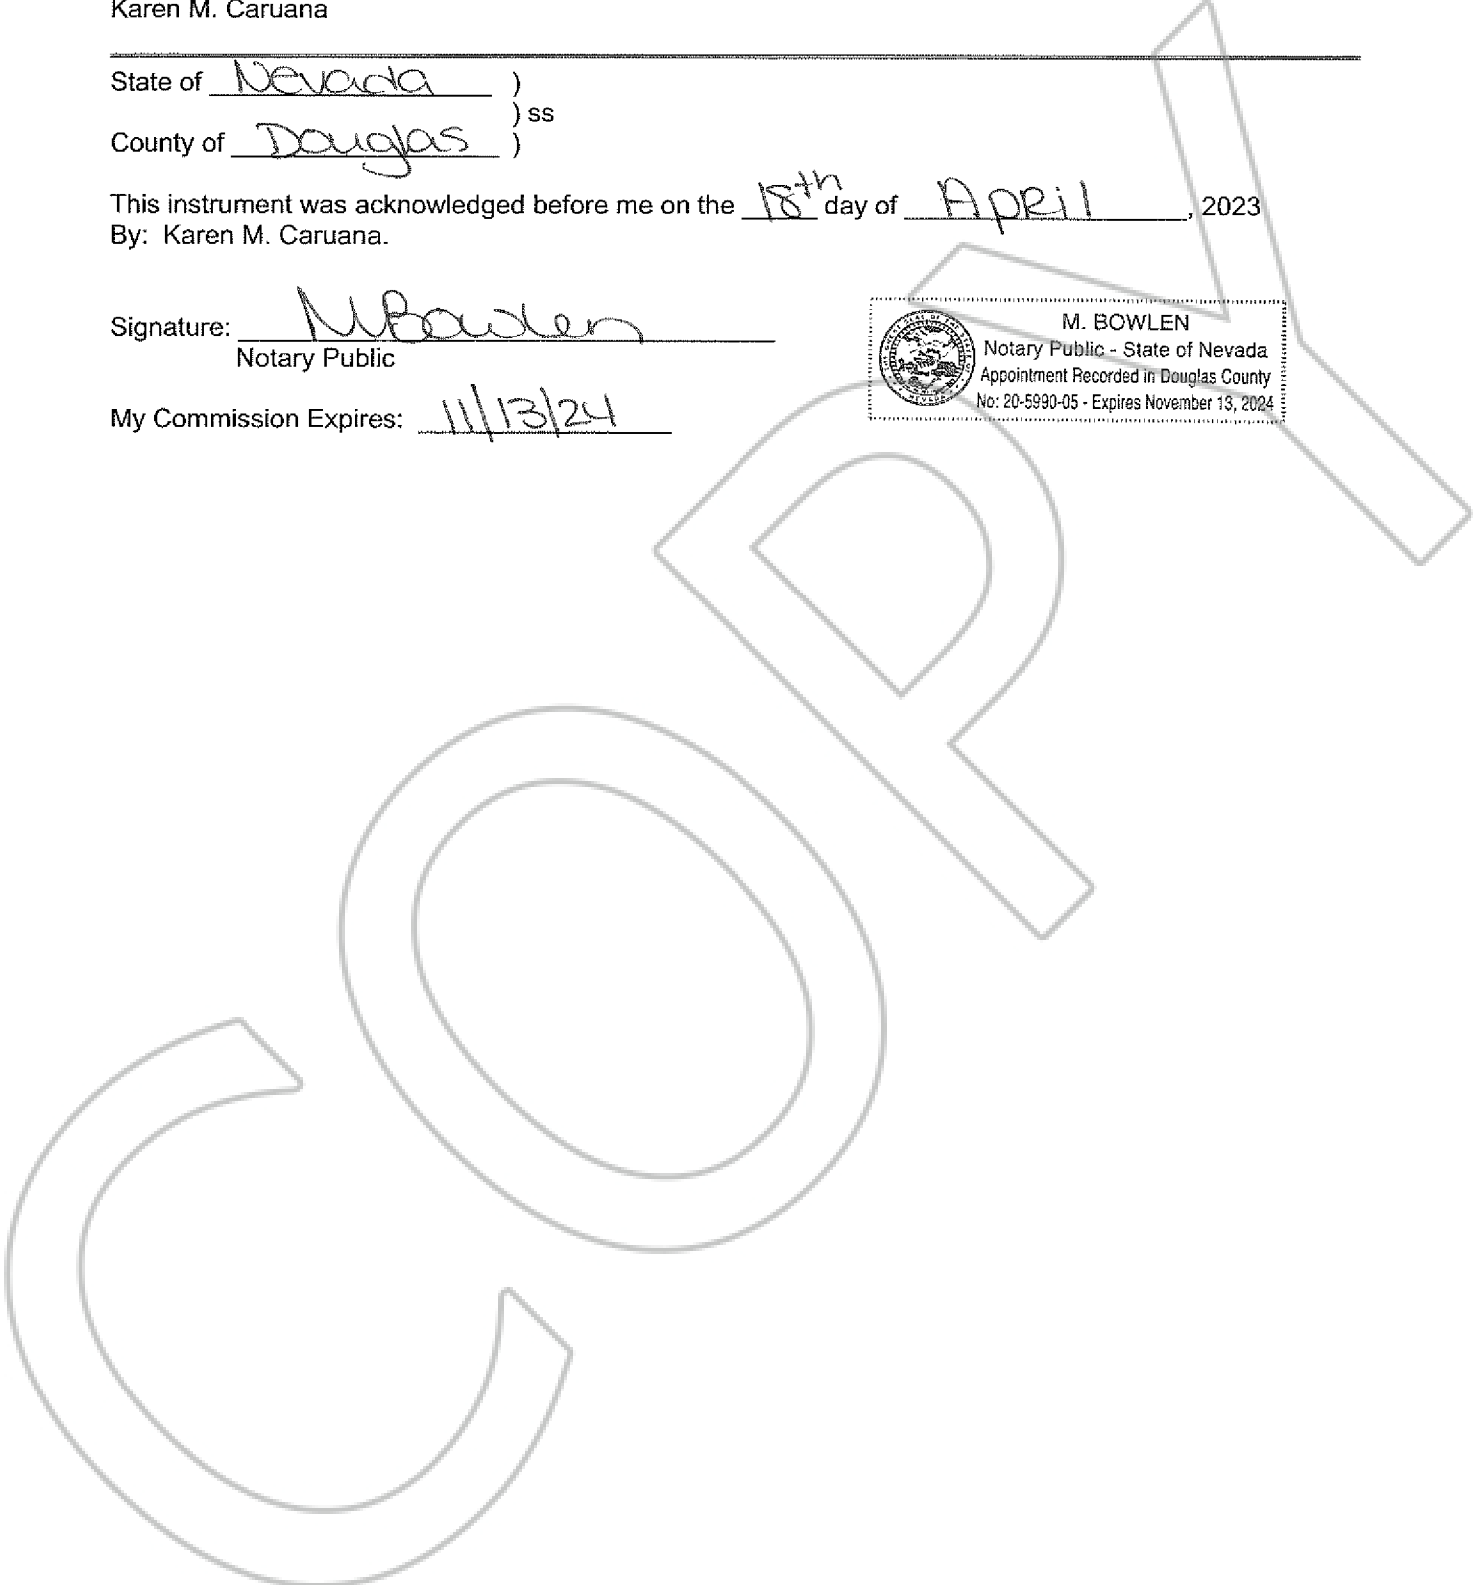 Karen M. Caruana
State of Nevada )
) ss
County of Douglas )
This instrument was acknowledged before me on the 18th day of April, 2023
By: Karen M. Caruana.
Signature: MBowlen
Notary Public
My Commission Expires: 11/13/24
M. BOWLEN
Notary Public - State of Nevada
Appointment Recorded in Douglas County
No: 20-5990-05 - Expires November 13, 2024
COPY